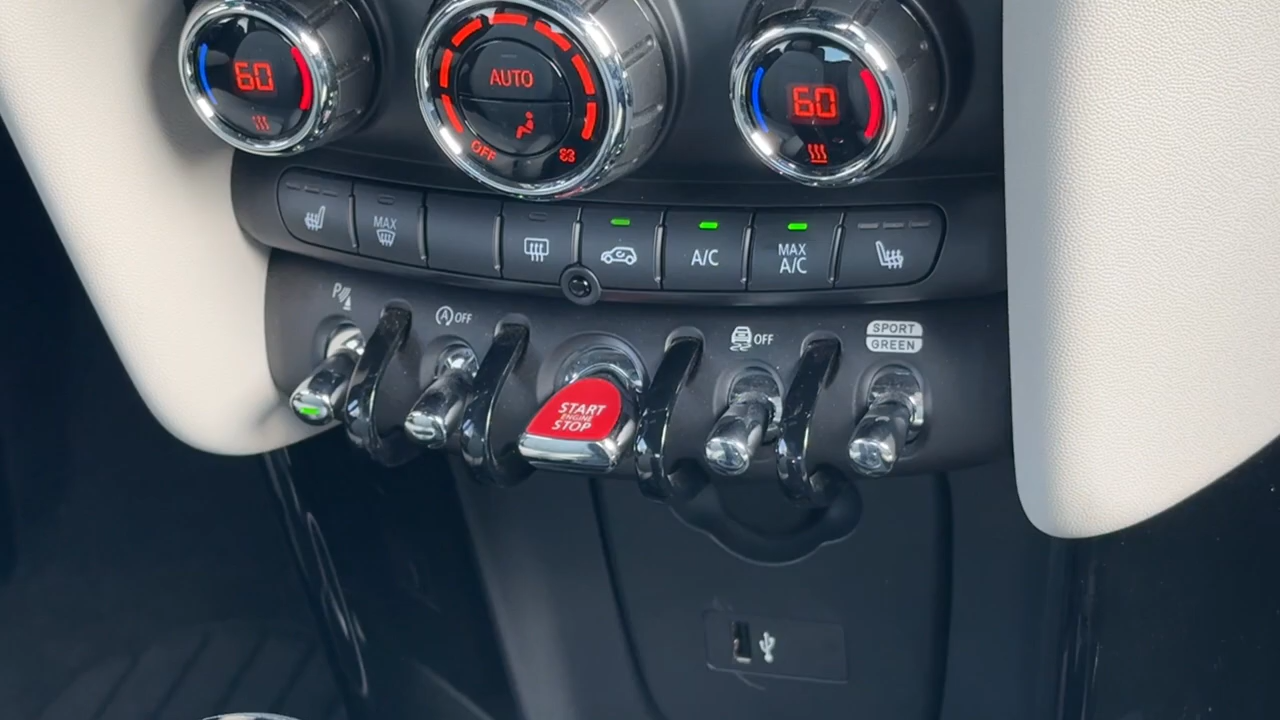 60
AUTO
OFF
60
MAX
A/C
MAX
A/C
P
A OFF
OFF
SPORT
GREEN
START
ENGINE
STOP